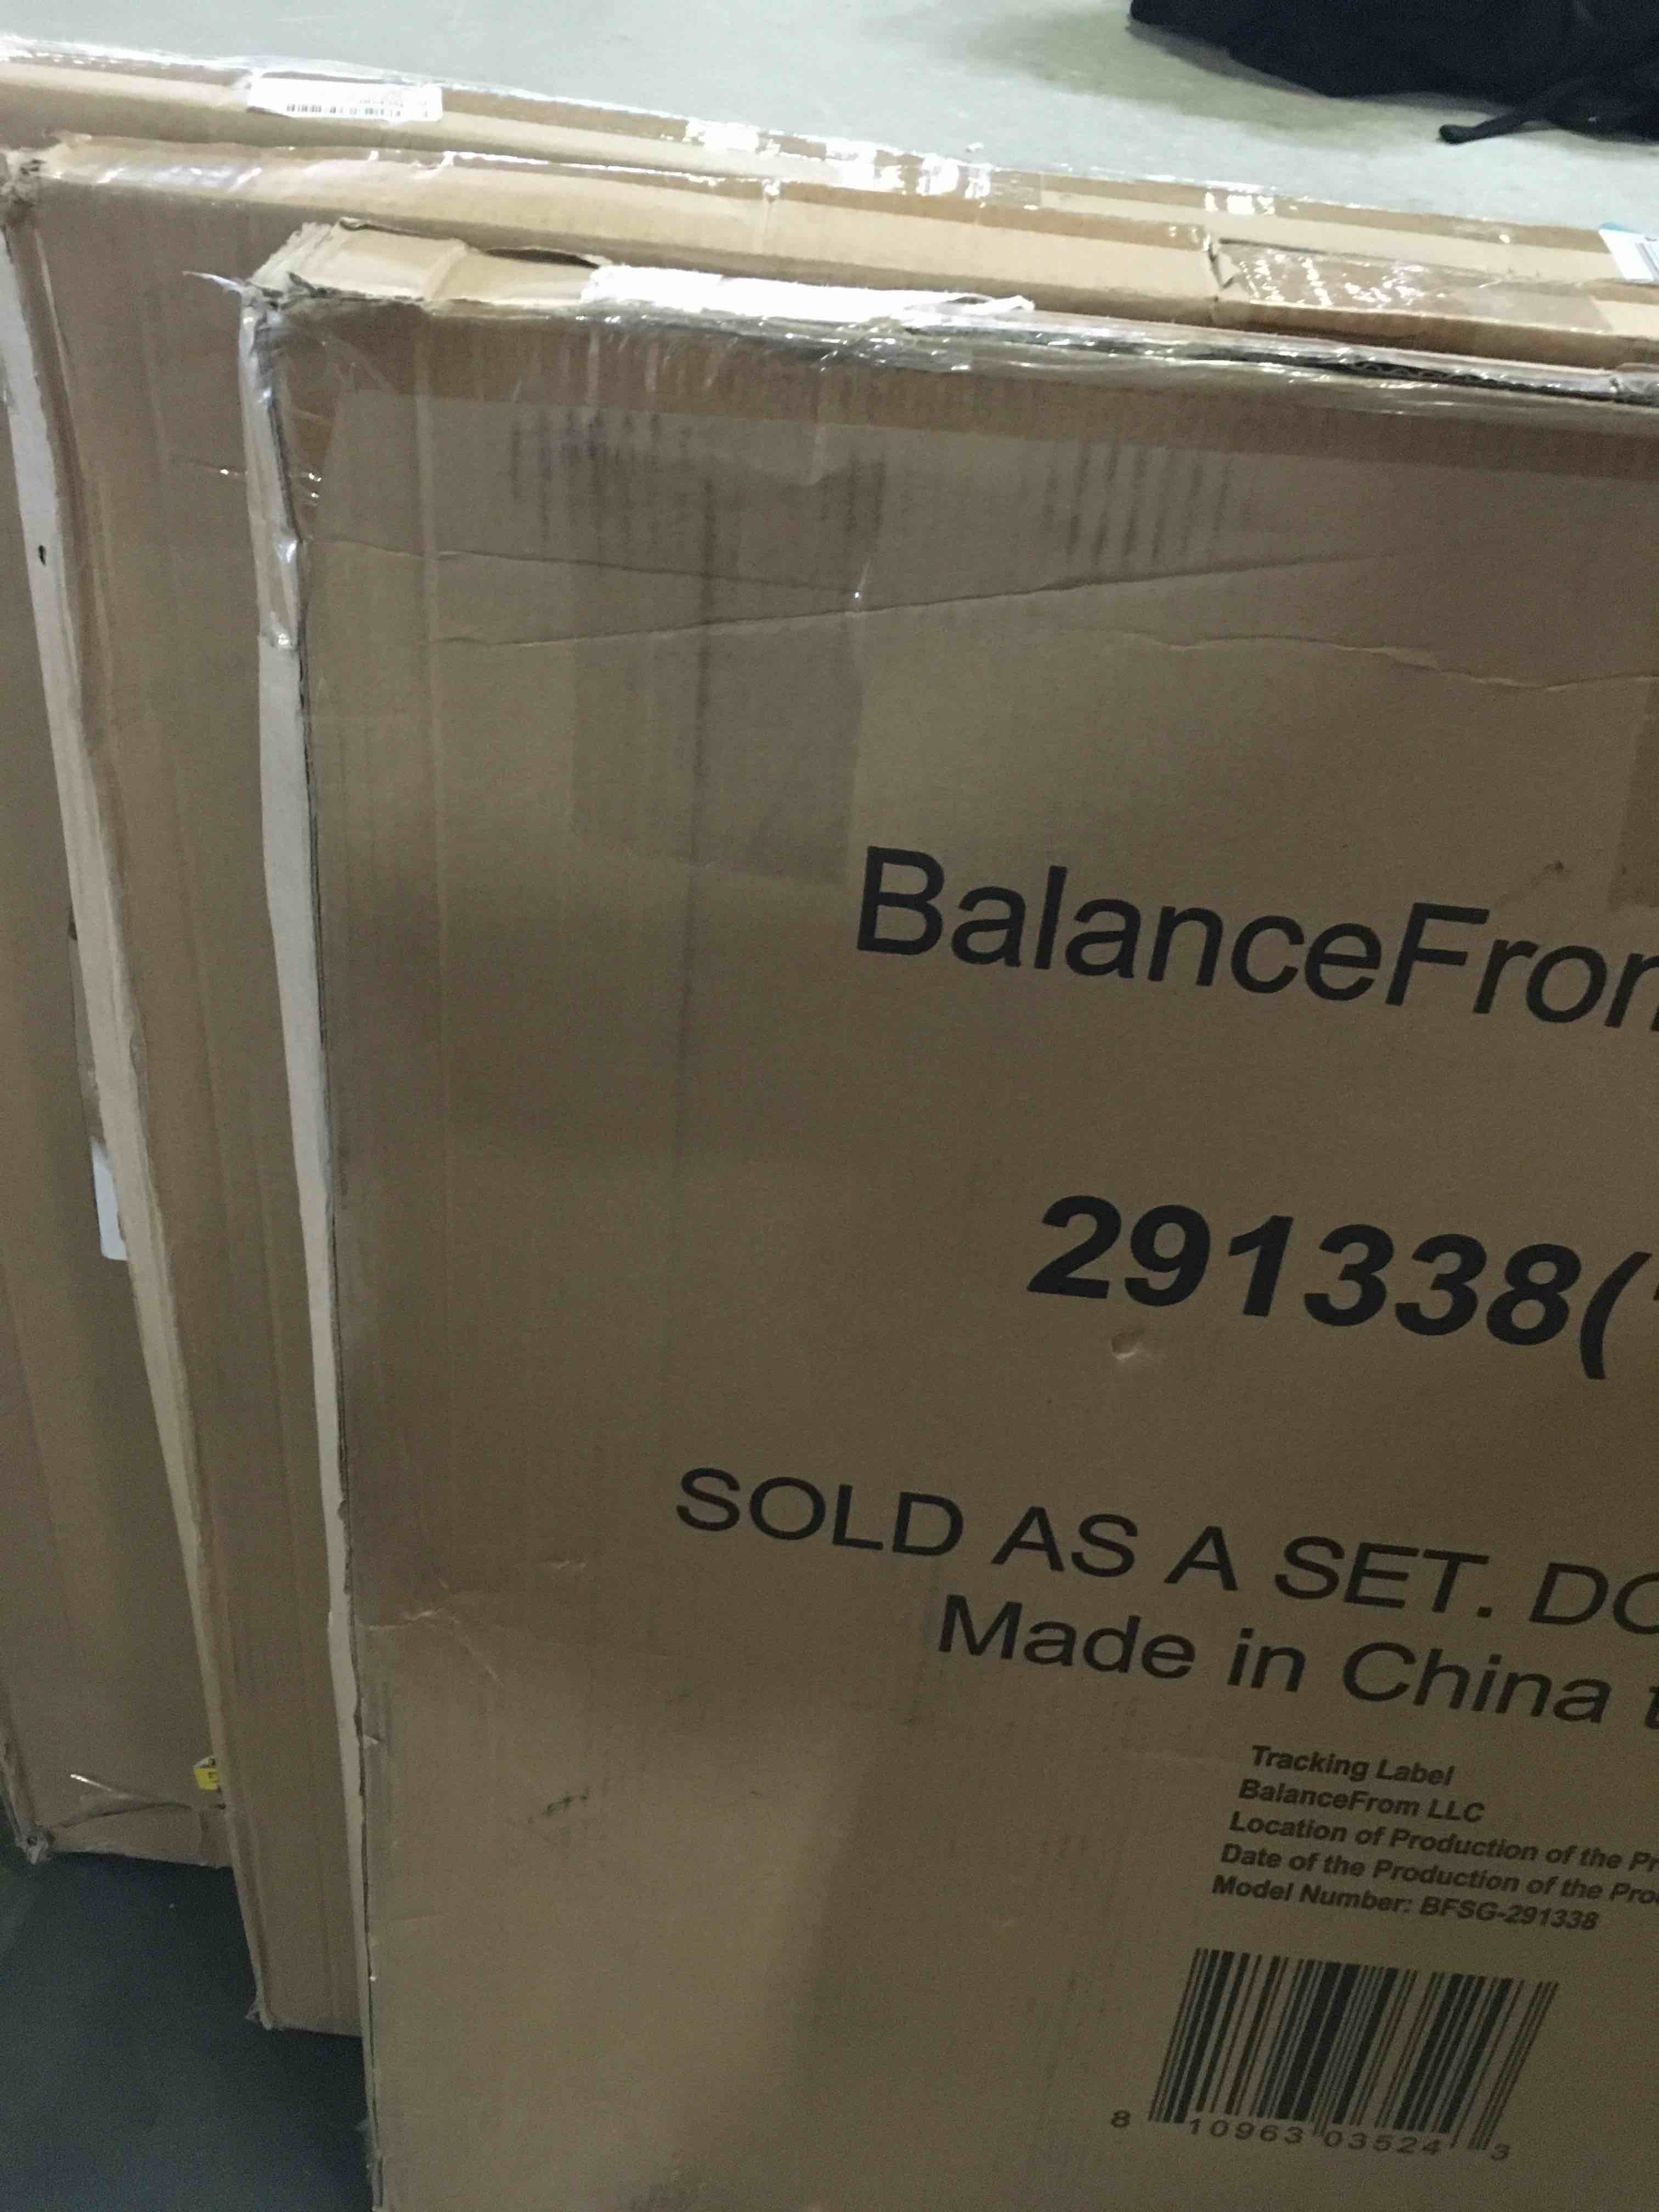 BalanceFrom
291338(
SOLD AS A SET. DO
Made in China
Tracking Label
BalanceFrom LLC
Location of Production of the Pr
Date of the Production of the Pro
Model Number: BFSG-291338
8 10963 03524 3